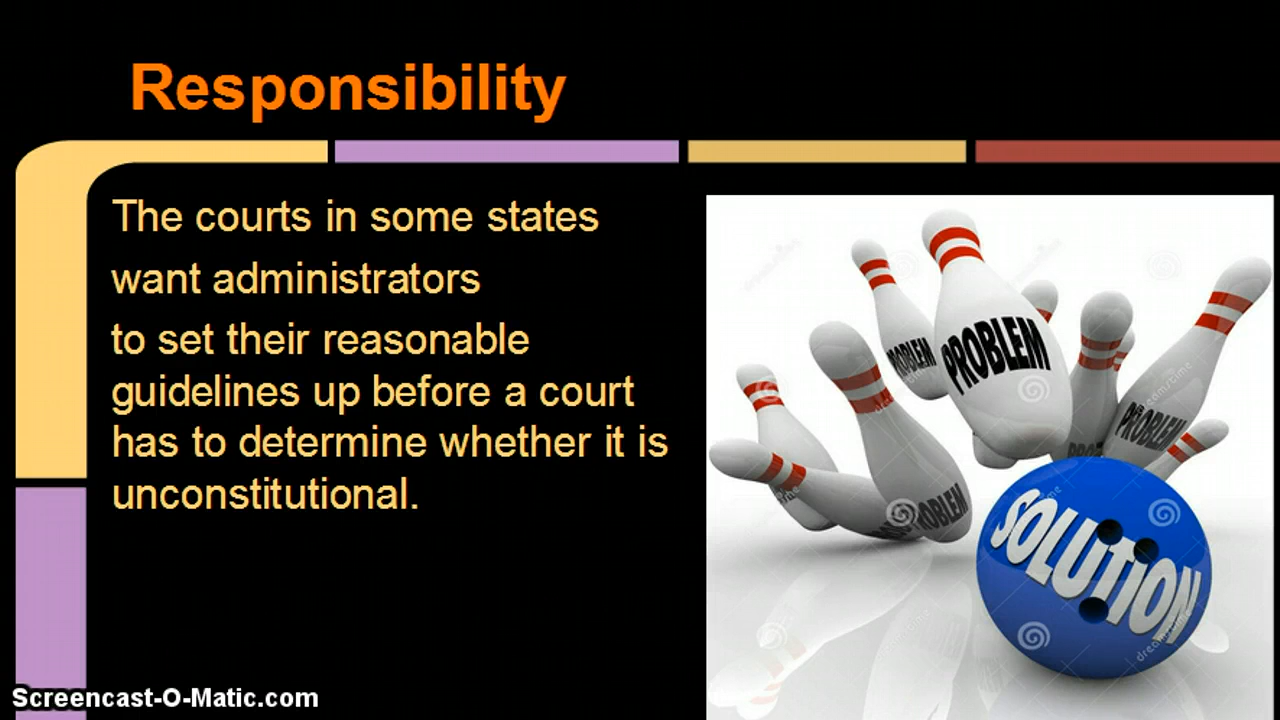 Responsibility
The courts in some states
want administrators
to set their reasonable
guidelines up before a court
has to determine whether it is
unconstitutional.
PROBLEM
PROBLEM
PROBLEM
PROBLEM
SOLUTION
Screencast-O-Matic.com